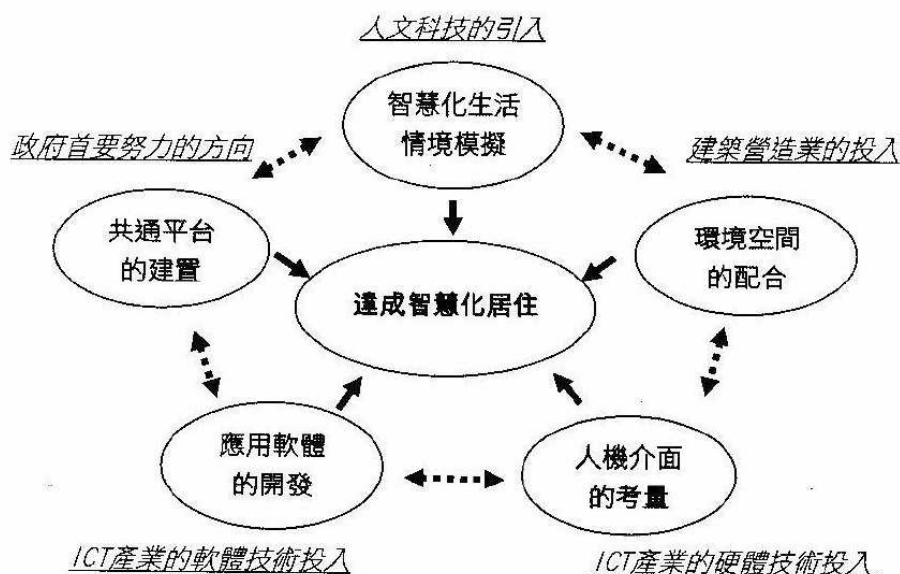 人文科技的引入
智慧化生活
情境模擬
政府首要努力的方向
建築營造業的投入
共通平台
的建置
環境空間
的配合
達成智慧化居住
應用軟體
的開發
人機介面
的考量
ICT產業的軟體技術投入
ICT產業的硬體技術投入